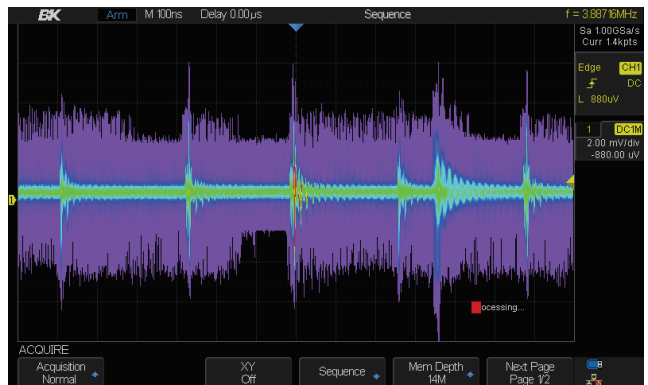 BK Arm M 100ns Delay 0.00µs Sequence f = 3.88716MHz
Sa 1.00GSa/s
Curr 1.4kpts
Edge CH1
DC
L 880uV
1 DC1M
2.00 mV/div
-880.00 uV
1
ocessing...
ACQUIRE
Acquisition XY Sequence Mem Depth Next Page
Normal Off 14M Page 1/2
B